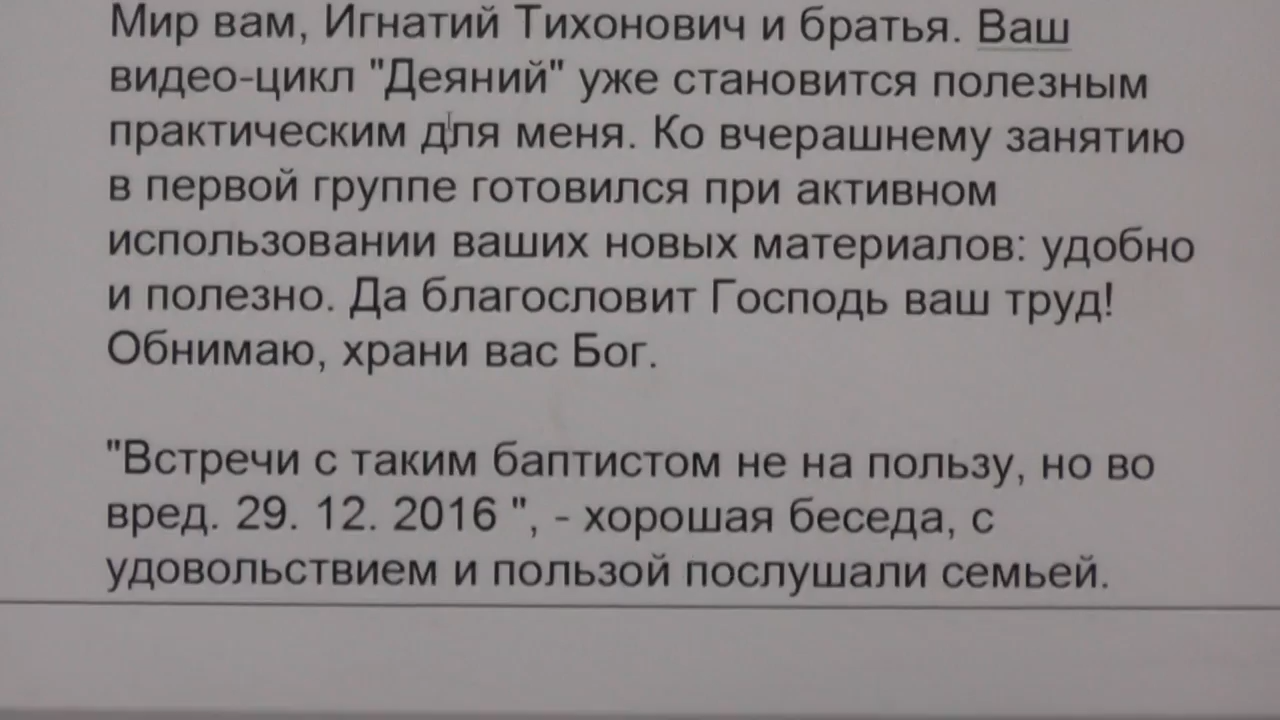 Мир вам, Игнатий Тихонович и братья. Ваш
видео-цикл "Деяний" уже становится полезным
практическим для меня. Ко вчерашнему занятию
в первой группе готовился при активном
использовании ваших новых материалов: удобно
и полезно. Да благословит Господь ваш труд!
Обнимаю, храни вас Бог.
"Встречи с таким баптистом не на пользу, но во
вред. 29. 12. 2016 ", - хорошая беседа, с
удовольствием и пользой послушали семьей.